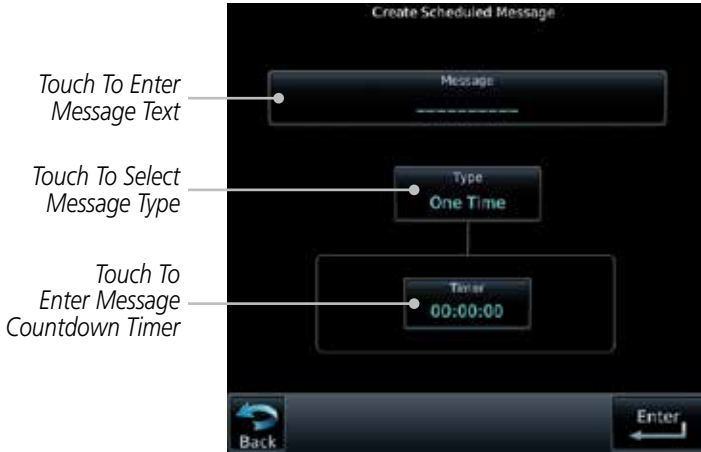 Create Scheduled Message
Touch To Enter
Message Text
Message
__________
Touch To Select
Message Type
Type
One Time
Touch To
Enter Message
Countdown Timer
Timer
00:00:00
Back
Enter